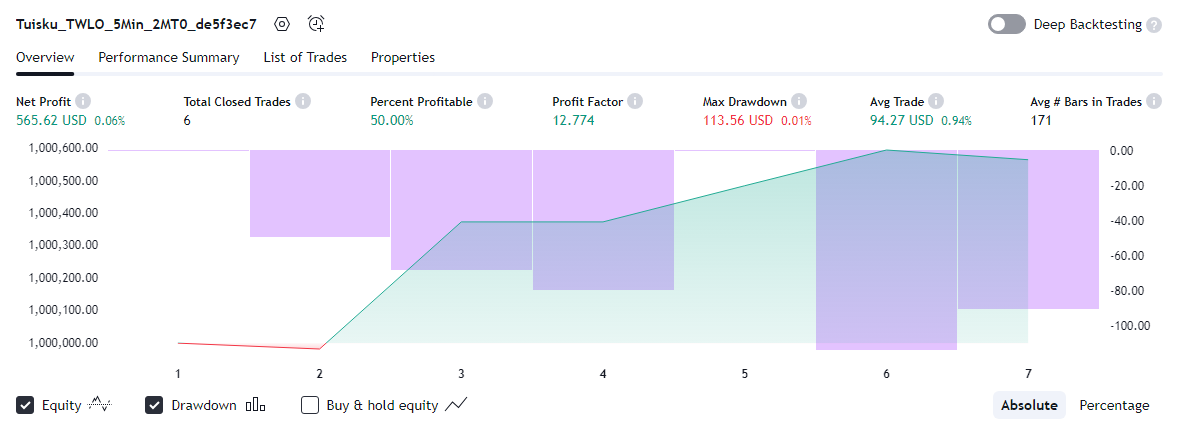 Tuisku_TWLO_5Min_2MT0_de5f3ec7 Deep Backtesting ?
Overview Performance Summary List of Trades Properties
Net Profit i Total Closed Trades i Percent Profitable i Profit Factor i Max Drawdown i Avg Trade i Avg # Bars in Trades i
565.62 USD 0.06% 6 50.00% 12.774 113.56 USD 0.01% 94.27 USD 0.94% 171
1,000,600.00 0.00
1,000,500.00 -20.00
1,000,400.00 -40.00
1,000,300.00 -60.00
1,000,200.00 -80.00
1,000,100.00 -100.00
1,000,000.00
1 2 3 4 5 6 7
Equity Drawdown Buy & hold equity Absolute Percentage